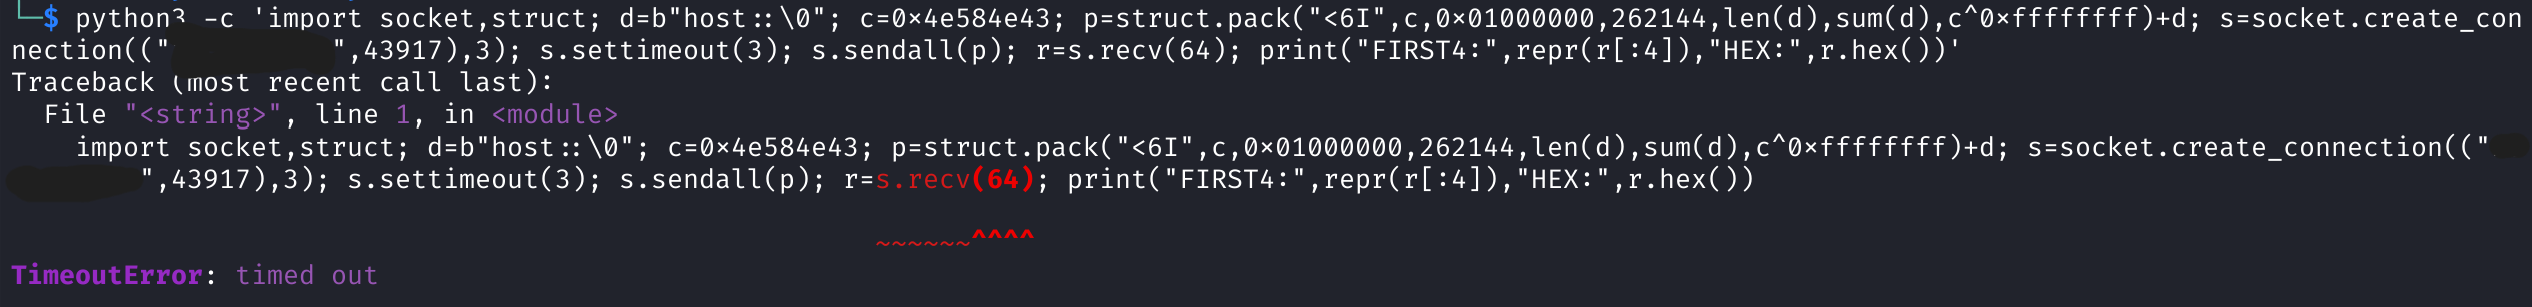 └─$ python3 -c 'import socket,struct; d=b"host::\0"; c=0x4e584e43; p=struct.pack("<6I",c,0x01000000,262144,len(d),sum(d),c^0xffffffff)+d; s=socket.create_con
nection(("",43917),3); s.settimeout(3); s.sendall(p); r=s.recv(64); print("FIRST4:",repr(r[:4]),"HEX:",r.hex())'
Traceback (most recent call last):
File "<string>", line 1, in <module>
import socket,struct; d=b"host::\0"; c=0x4e584e43; p=struct.pack("<6I",c,0x01000000,262144,len(d),sum(d),c^0xffffffff)+d; s=socket.create_connection(("
",43917),3); s.settimeout(3); s.sendall(p); r=s.recv(64); print("FIRST4:",repr(r[:4]),"HEX:",r.hex())
~~~~~~^^^^
TimeoutError: timed out